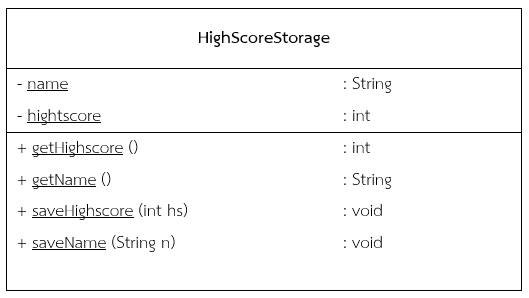 HighScoreStorage
- name : String
- hightscore : int
+ getHighscore () : int
+ getName () : String
+ saveHighscore (int hs) : void
+ saveName (String n) : void